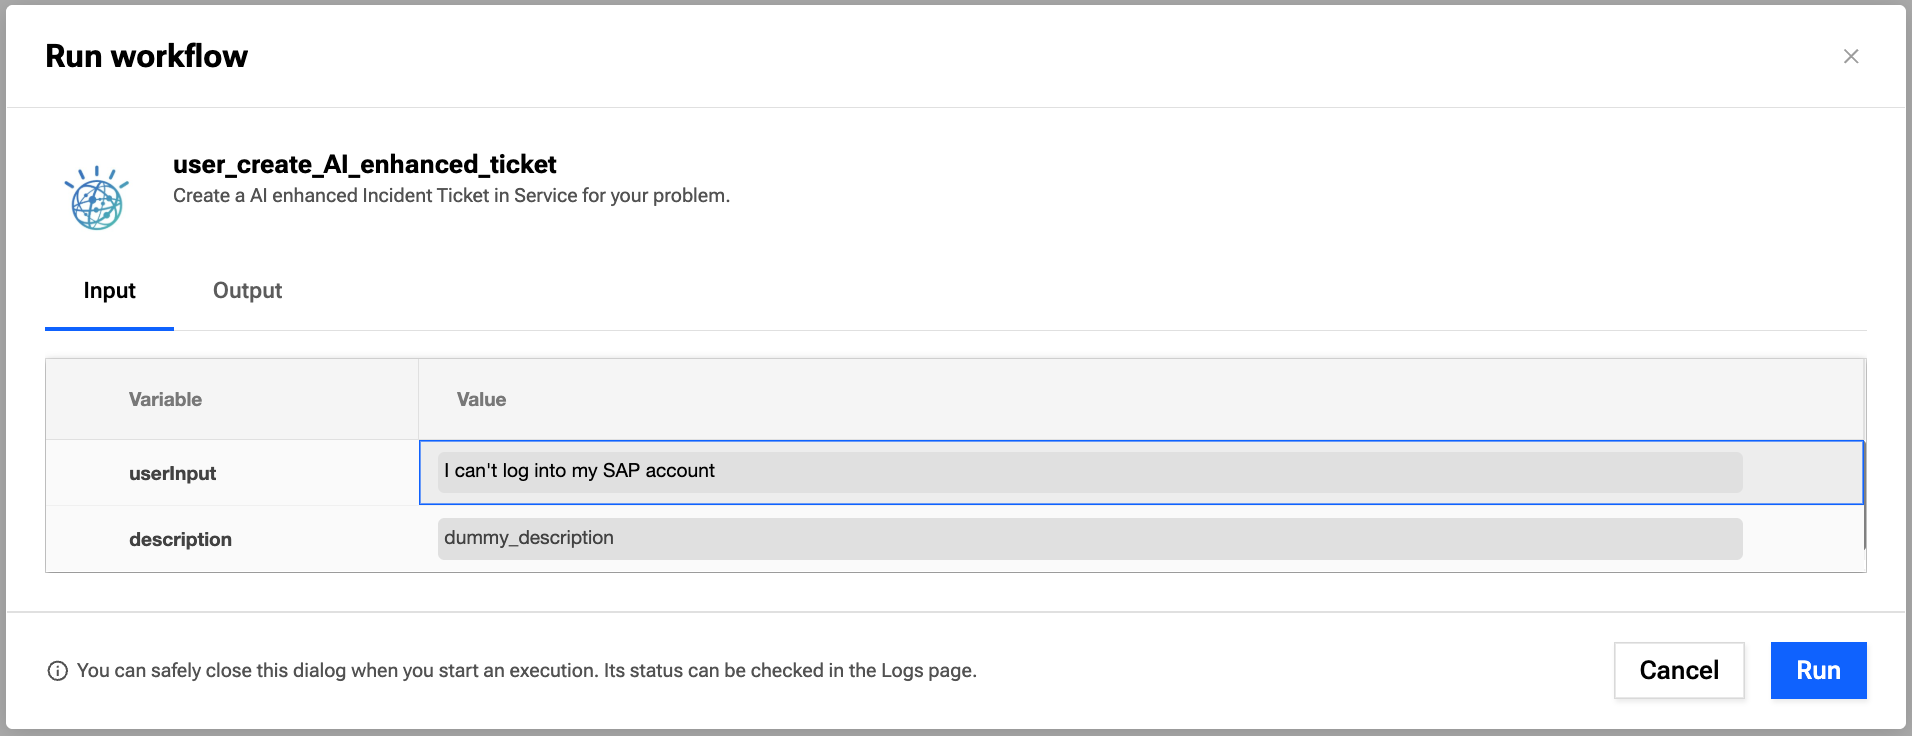 Run workflow
user_create_AI_enhanced_ticket
Create a AI enhanced Incident Ticket in Service for your problem.
Input Output
Variable Value
userInput I can't log into my SAP account
description dummy_description
You can safely close this dialog when you start an execution. Its status can be checked in the Logs page.
Cancel Run